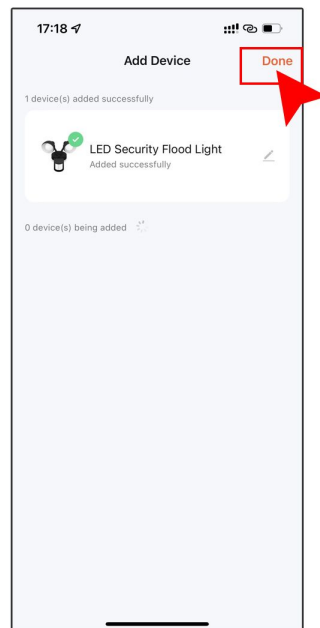 17:18
Add Device
Done
1 device(s) added successfully
LED Security Flood Light
Added successfully
0 device(s) being added